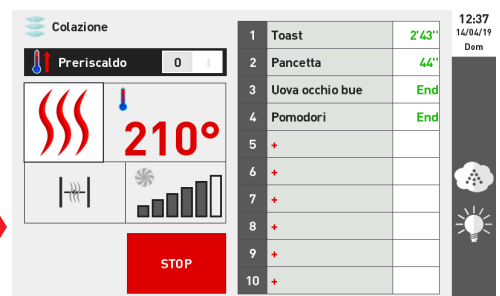 Colazione
Preriscaldo 0 I
210°
STOP
1 Toast 2'43''
2 Pancetta 44''
3 Uova occhio bue End
4 Pomodori End
5 +
6 +
7 +
8 +
9 +
10 +
12:37
14/04/19
Dom